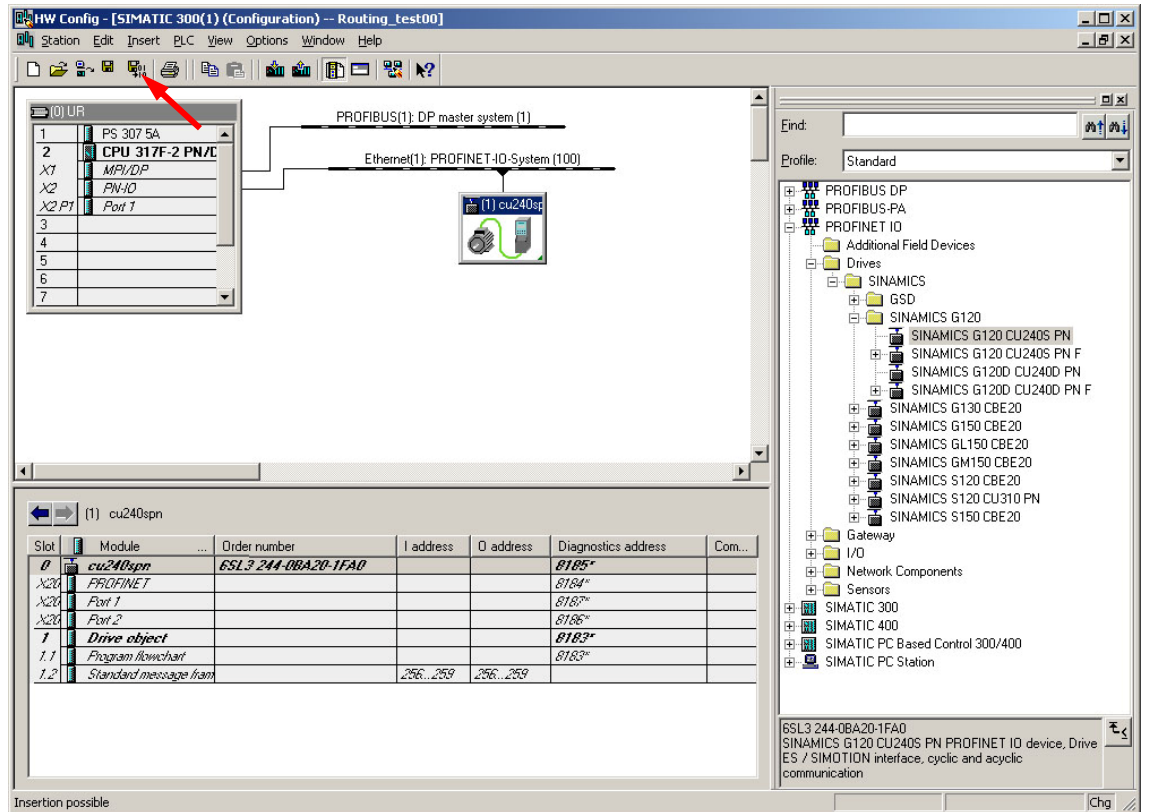 HW Config - [SIMATIC 300(1) (Configuration) -- Routing_test00]
Station Edit Insert PLC View Options Window Help
(0) UR
1 PS 307 5A
2 CPU 317F-2 PN/D
X1 MPI/DP
X2 PN-IO
X2 P1 Port 1
3
4
5
6
7
PROFIBUS(1): DP master system (1)
Ethernet(1): PROFINET-IO-System (100)
(1) cu240sp
Find:
Profile: Standard
PROFIBUS DP
PROFIBUS-PA
PROFINET IO
Additional Field Devices
Drives
SINAMICS
GSD
SINAMICS G120
SINAMICS G120 CU240S PN
SINAMICS G120 CU240S PN F
SINAMICS G120D CU240D PN
SINAMICS G120D CU240D PN F
SINAMICS G130 CBE20
SINAMICS G150 CBE20
SINAMICS GL150 CBE20
SINAMICS GM150 CBE20
SINAMICS S120 CBE20
SINAMICS S120 CU310 PN
SINAMICS S150 CBE20
Gateway
I/O
Network Components
Sensors
SIMATIC 300
SIMATIC 400
SIMATIC PC Based Control 300/400
SIMATIC PC Station
(1) cu240spn
Slot Module ... Order number I address O address Diagnostics address Com...
0 cu240spn 6SL3 244-0BA20-1FA0 8185*
X20 PROFINET 8184*
X20 Port 1 8187*
X20 Port 2 8186*
1 Drive object 8183*
1.1 Program flowchart 8183*
1.2 Standard message fram 256...259 256...259
6SL3 244-0BA20-1FA0
SINAMICS G120 CU240S PN PROFINET IO device, Drive
ES / SIMOTION interface, cyclic and acyclic
communication
Insertion possible
Chg